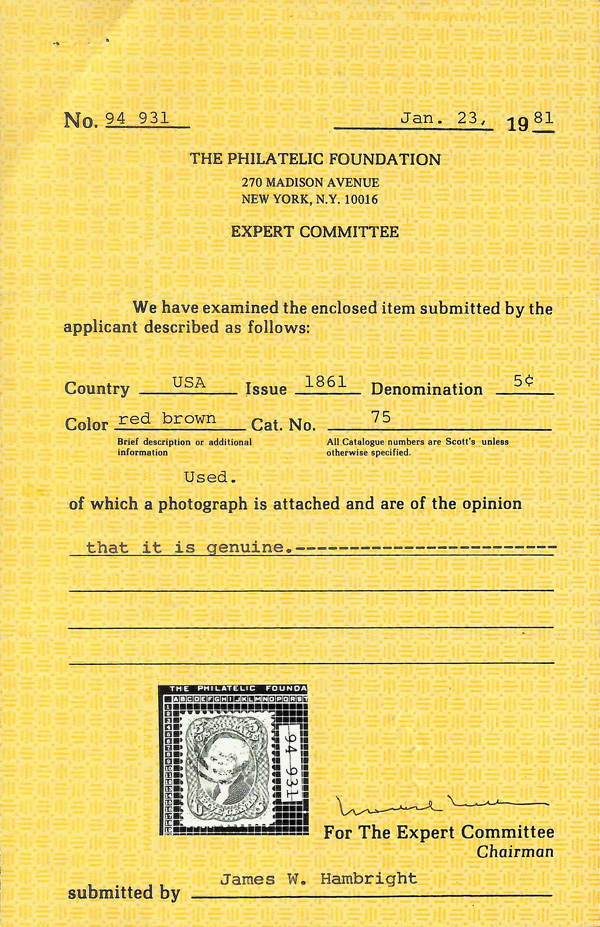 No. 94 931 Jan. 23, 1981
THE PHILATELIC FOUNDATION
270 MADISON AVENUE
NEW YORK, N.Y. 10016
EXPERT COMMITTEE
We have examined the enclosed item submitted by the
applicant described as follows:
Country USA Issue 1861 Denomination 5¢
Color red brown Cat. No. 75
Brief description or additional
information
All Catalogue numbers are Scott's unless
otherwise specified.
Used.
of which a photograph is attached and are of the opinion
that it is genuine.-------------------------
THE PHILATELIC FOUNDA
ABCDEFGHIJKLMNOPQRST
94 931
For The Expert Committee
Chairman
submitted by James W. Hambright